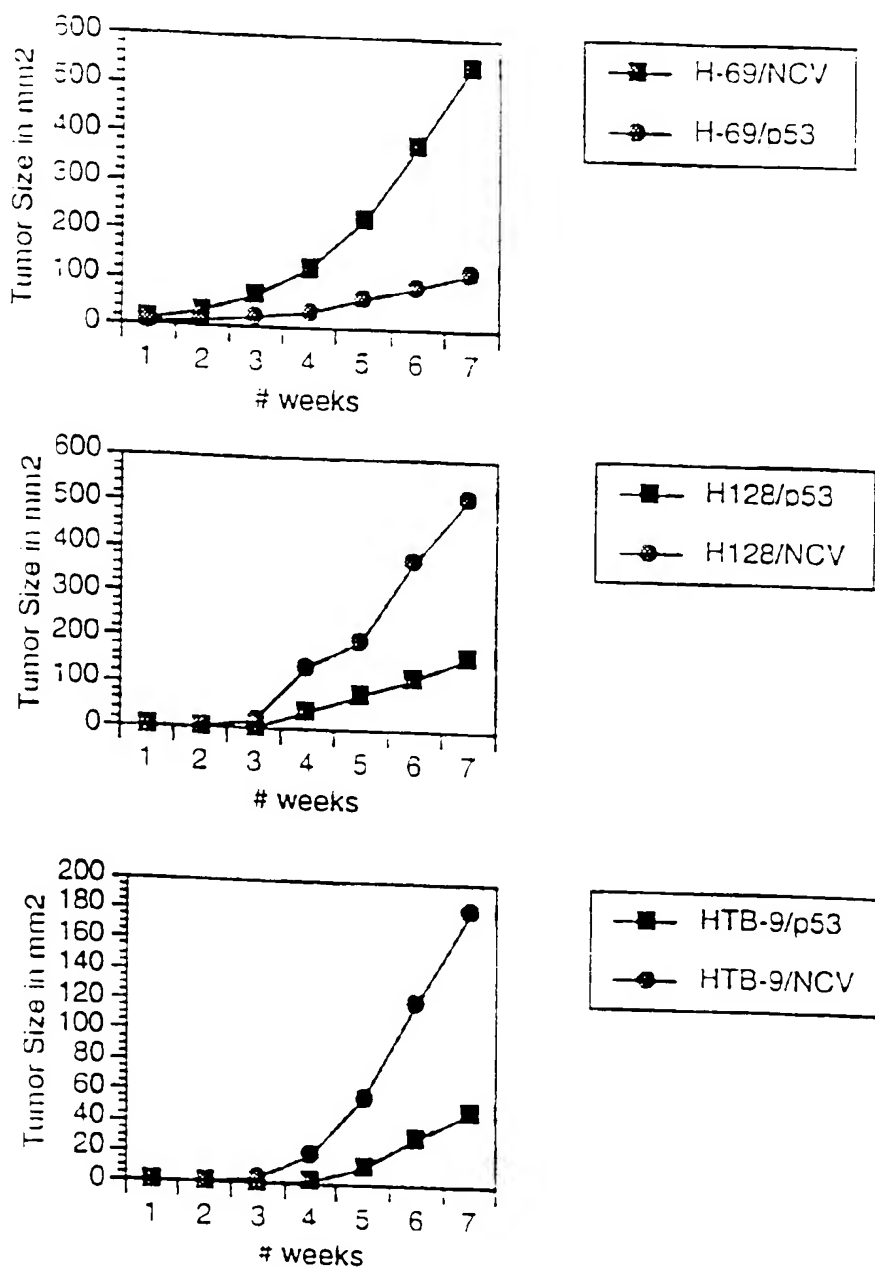 600
500
400
300
200
100
0
Tumor Size in mm2
1 2 3 4 5 6 7
# weeks
H-69/NCV
H-69/p53
600
500
400
300
200
100
0
Tumor Size in mm2
1 2 3 4 5 6 7
# weeks
H128/p53
H128/NCV
200
180
160
140
120
100
80
60
40
20
0
Tumor Size in mm2
1 2 3 4 5 6 7
# weeks
HTB-9/p53
HTB-9/NCV